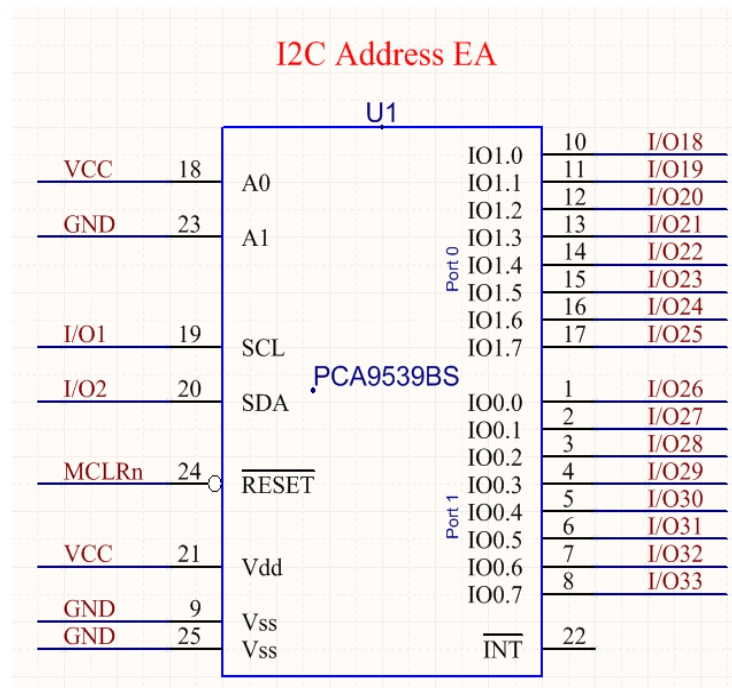 I2C Address EA
U1
VCC 18 A0
GND 23 A1
I/O1 19 SCL
I/O2 20 SDA
MCLRn 24 RESET
VCC 21 Vdd
GND 9 Vss
GND 25 Vss
PCA9539BS
Port 0
IO1.0 10 I/O18
IO1.1 11 I/O19
IO1.2 12 I/O20
IO1.3 13 I/O21
IO1.4 14 I/O22
IO1.5 15 I/O23
IO1.6 16 I/O24
IO1.7 17 I/O25
Port 1
IO0.0 1 I/O26
IO0.1 2 I/O27
IO0.2 3 I/O28
IO0.3 4 I/O29
IO0.4 5 I/O30
IO0.5 6 I/O31
IO0.6 7 I/O32
IO0.7 8 I/O33
INT 22